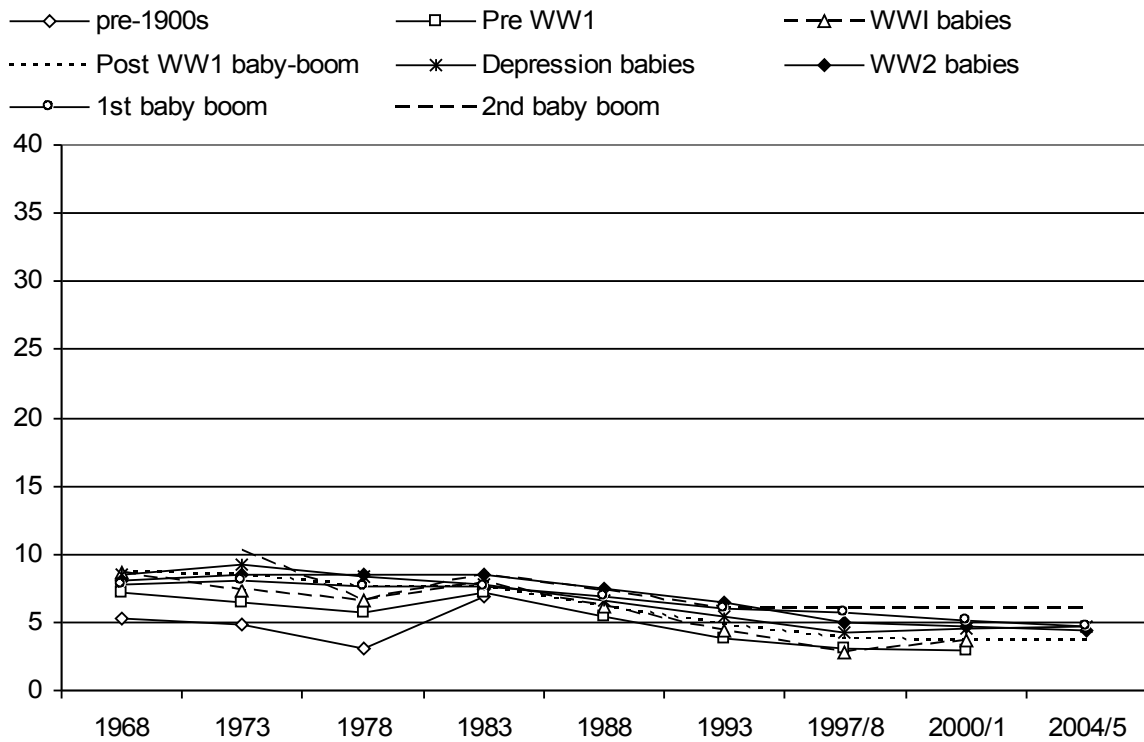 pre-1900s Pre WW1 WWI babies
Post WW1 baby-boom Depression babies WW2 babies
1st baby boom 2nd baby boom
40
35
30
25
20
15
10
5
0
1968 1973 1978 1983 1988 1993 1997/8 2000/1 2004/5